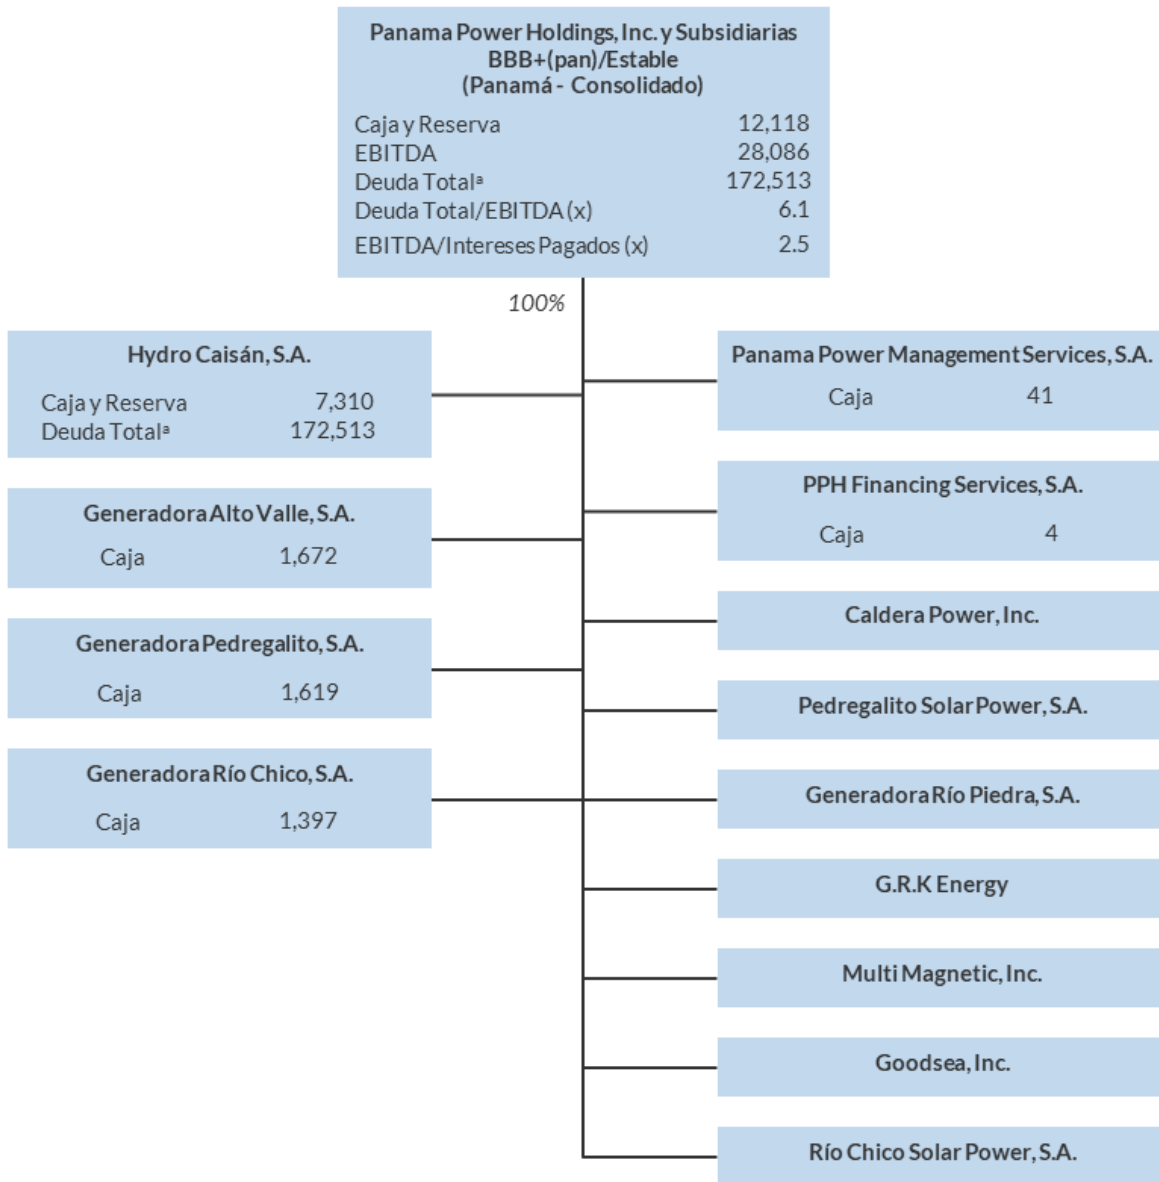 Panama Power Holdings, Inc. y Subsidiarias
BBB+(pan)/Estable
(Panamá - Consolidado)
Caja y Reserva 12,118
EBITDA 28,086
Deuda Totalª 172,513
Deuda Total/EBITDA (x) 6.1
EBITDA/Intereses Pagados (x) 2.5
100%
Hydro Caisán, S.A.
Caja y Reserva 7,310
Deuda Totalª 172,513
Generadora Alto Valle, S.A.
Caja 1,672
Generadora Pedregalito, S.A.
Caja 1,619
Generadora Río Chico, S.A.
Caja 1,397
Panama Power Management Services, S.A.
Caja 41
PPH Financing Services, S.A.
Caja 4
Caldera Power, Inc.
Pedregalito Solar Power, S.A.
Generadora Río Piedra, S.A.
G.R.K Energy
Multi Magnetic, Inc.
Goodsea, Inc.
Río Chico Solar Power, S.A.